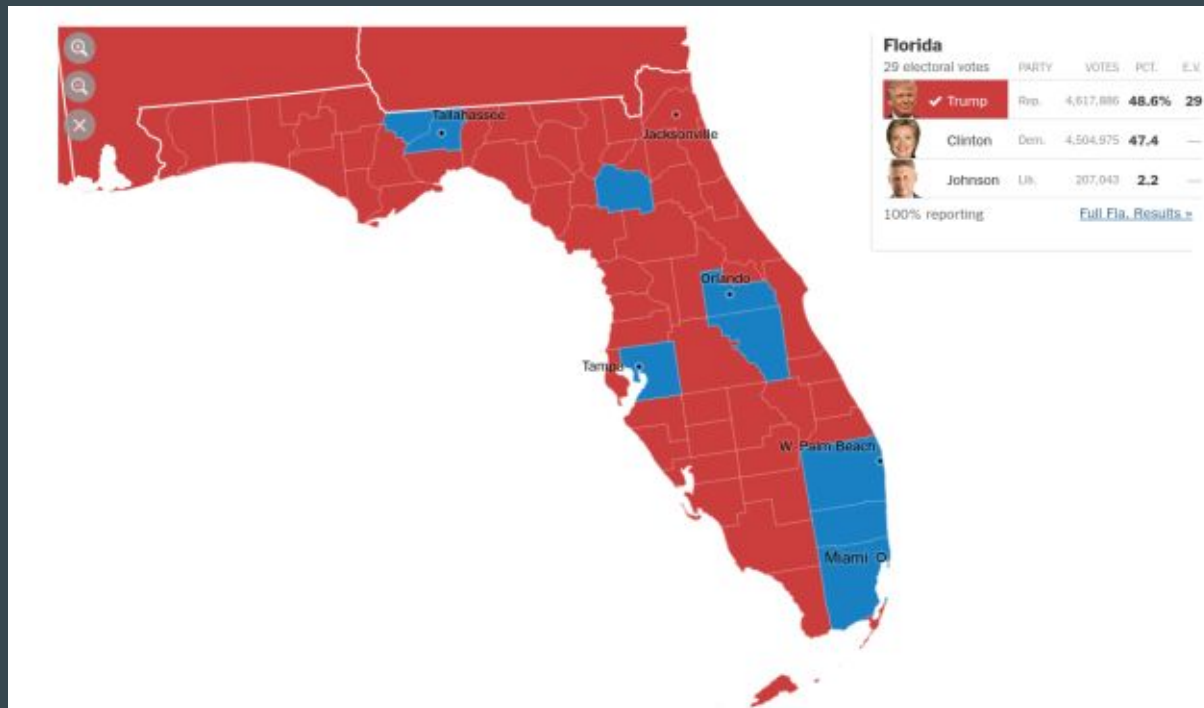 Florida
29 electoral votes PARTY VOTES PCT. E.V.
✓ Trump Rep. 4,617,886 48.6% 29
Clinton Dem. 4,504,975 47.4 —
Johnson Lib. 207,043 2.2 —
100% reporting Full Fla. Results »
Tallahassee
Jacksonville
Orlando
Tampa
W. Palm Beach
Miami